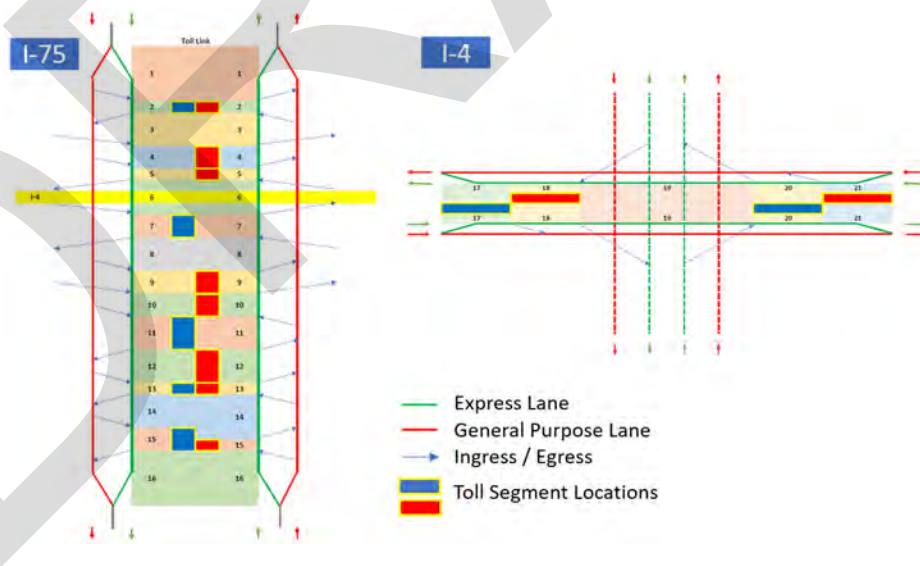 I-75
Toll Link
1 1
2 2
3 3
4 4
5 5
I-4
6 6
7 7
8 8
9 9
10 10
11 11
12 12
13 13
14 14
15 15
16 16
I-4
17 18 19 20 21
17 18 19 20 21
Express Lane
General Purpose Lane
Ingress / Egress
Toll Segment Locations